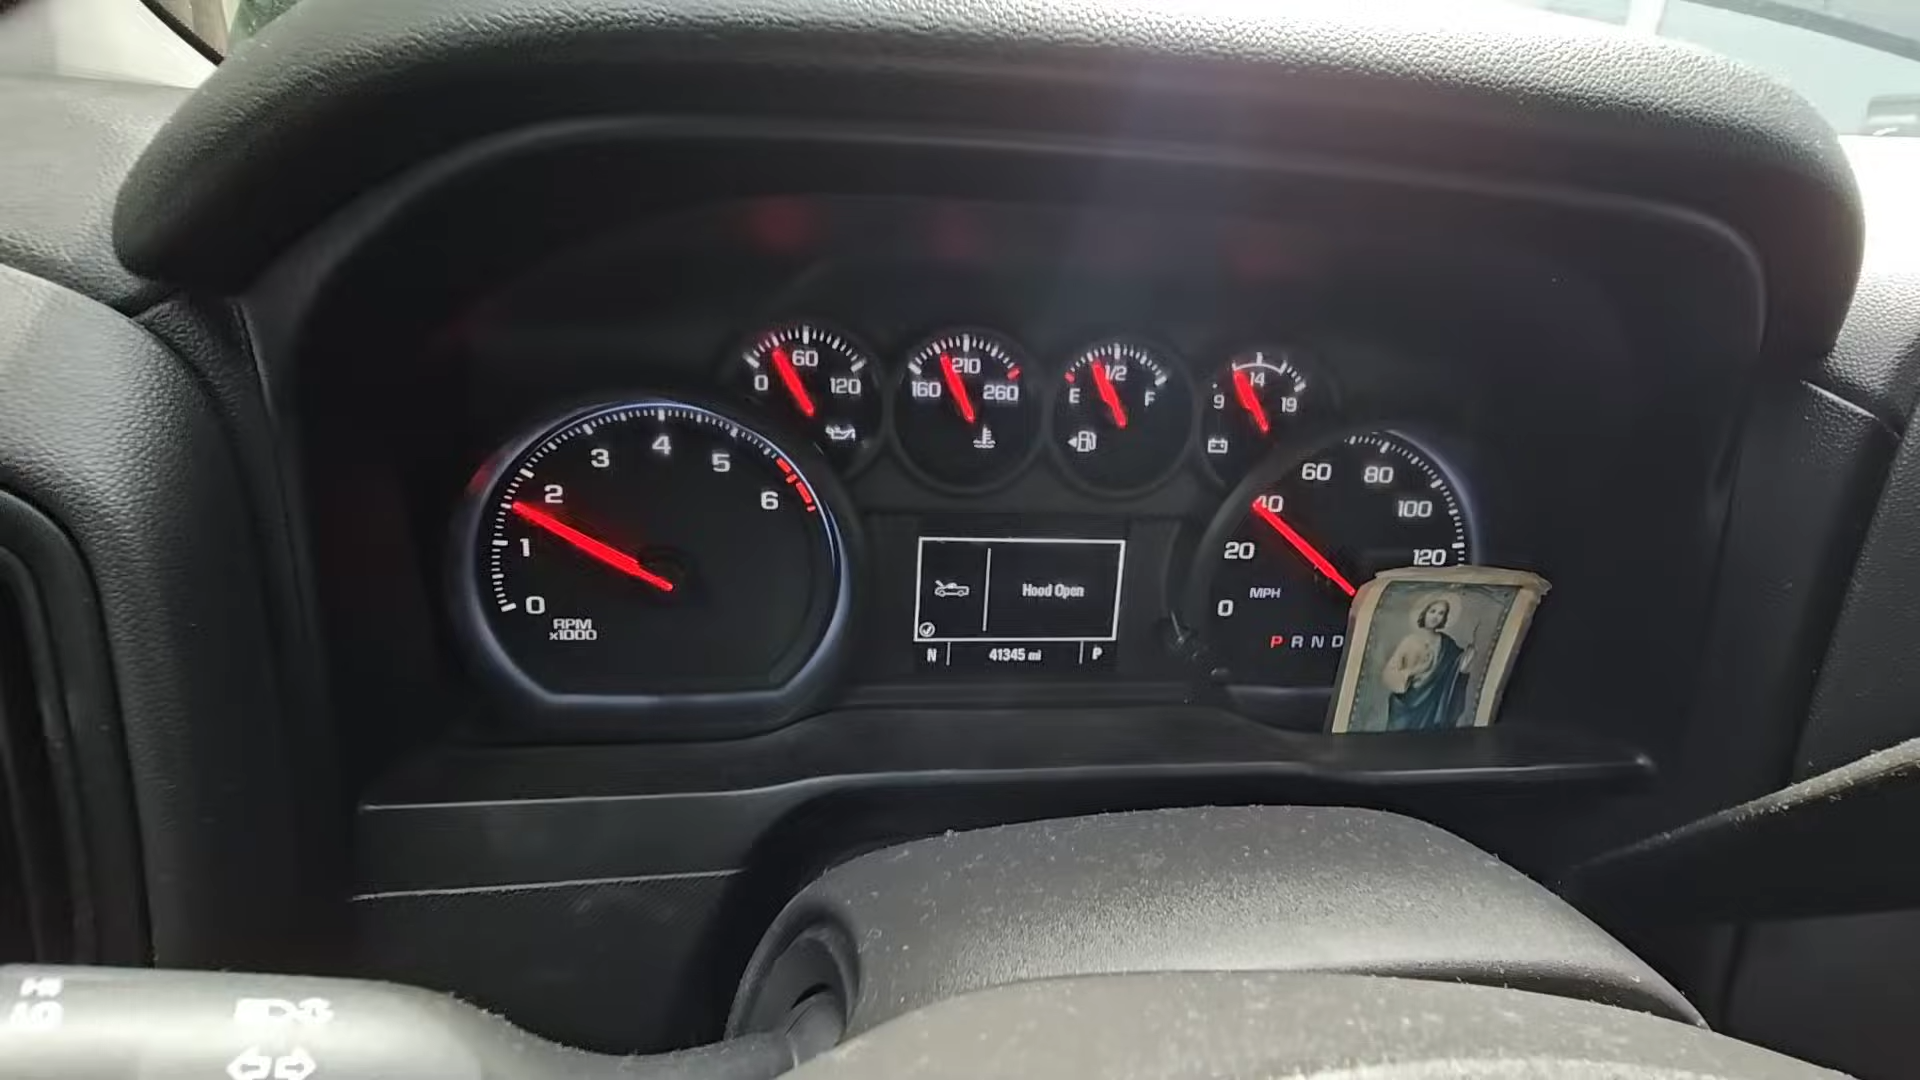 0 60 120
160 210 260
E 1/2 F
9 14 19
0 1 2 3 4 5 6
RPM
x1000
Hood Open
N 41345 mi P
0 20 40 60 80 100 120
MPH
P R N D